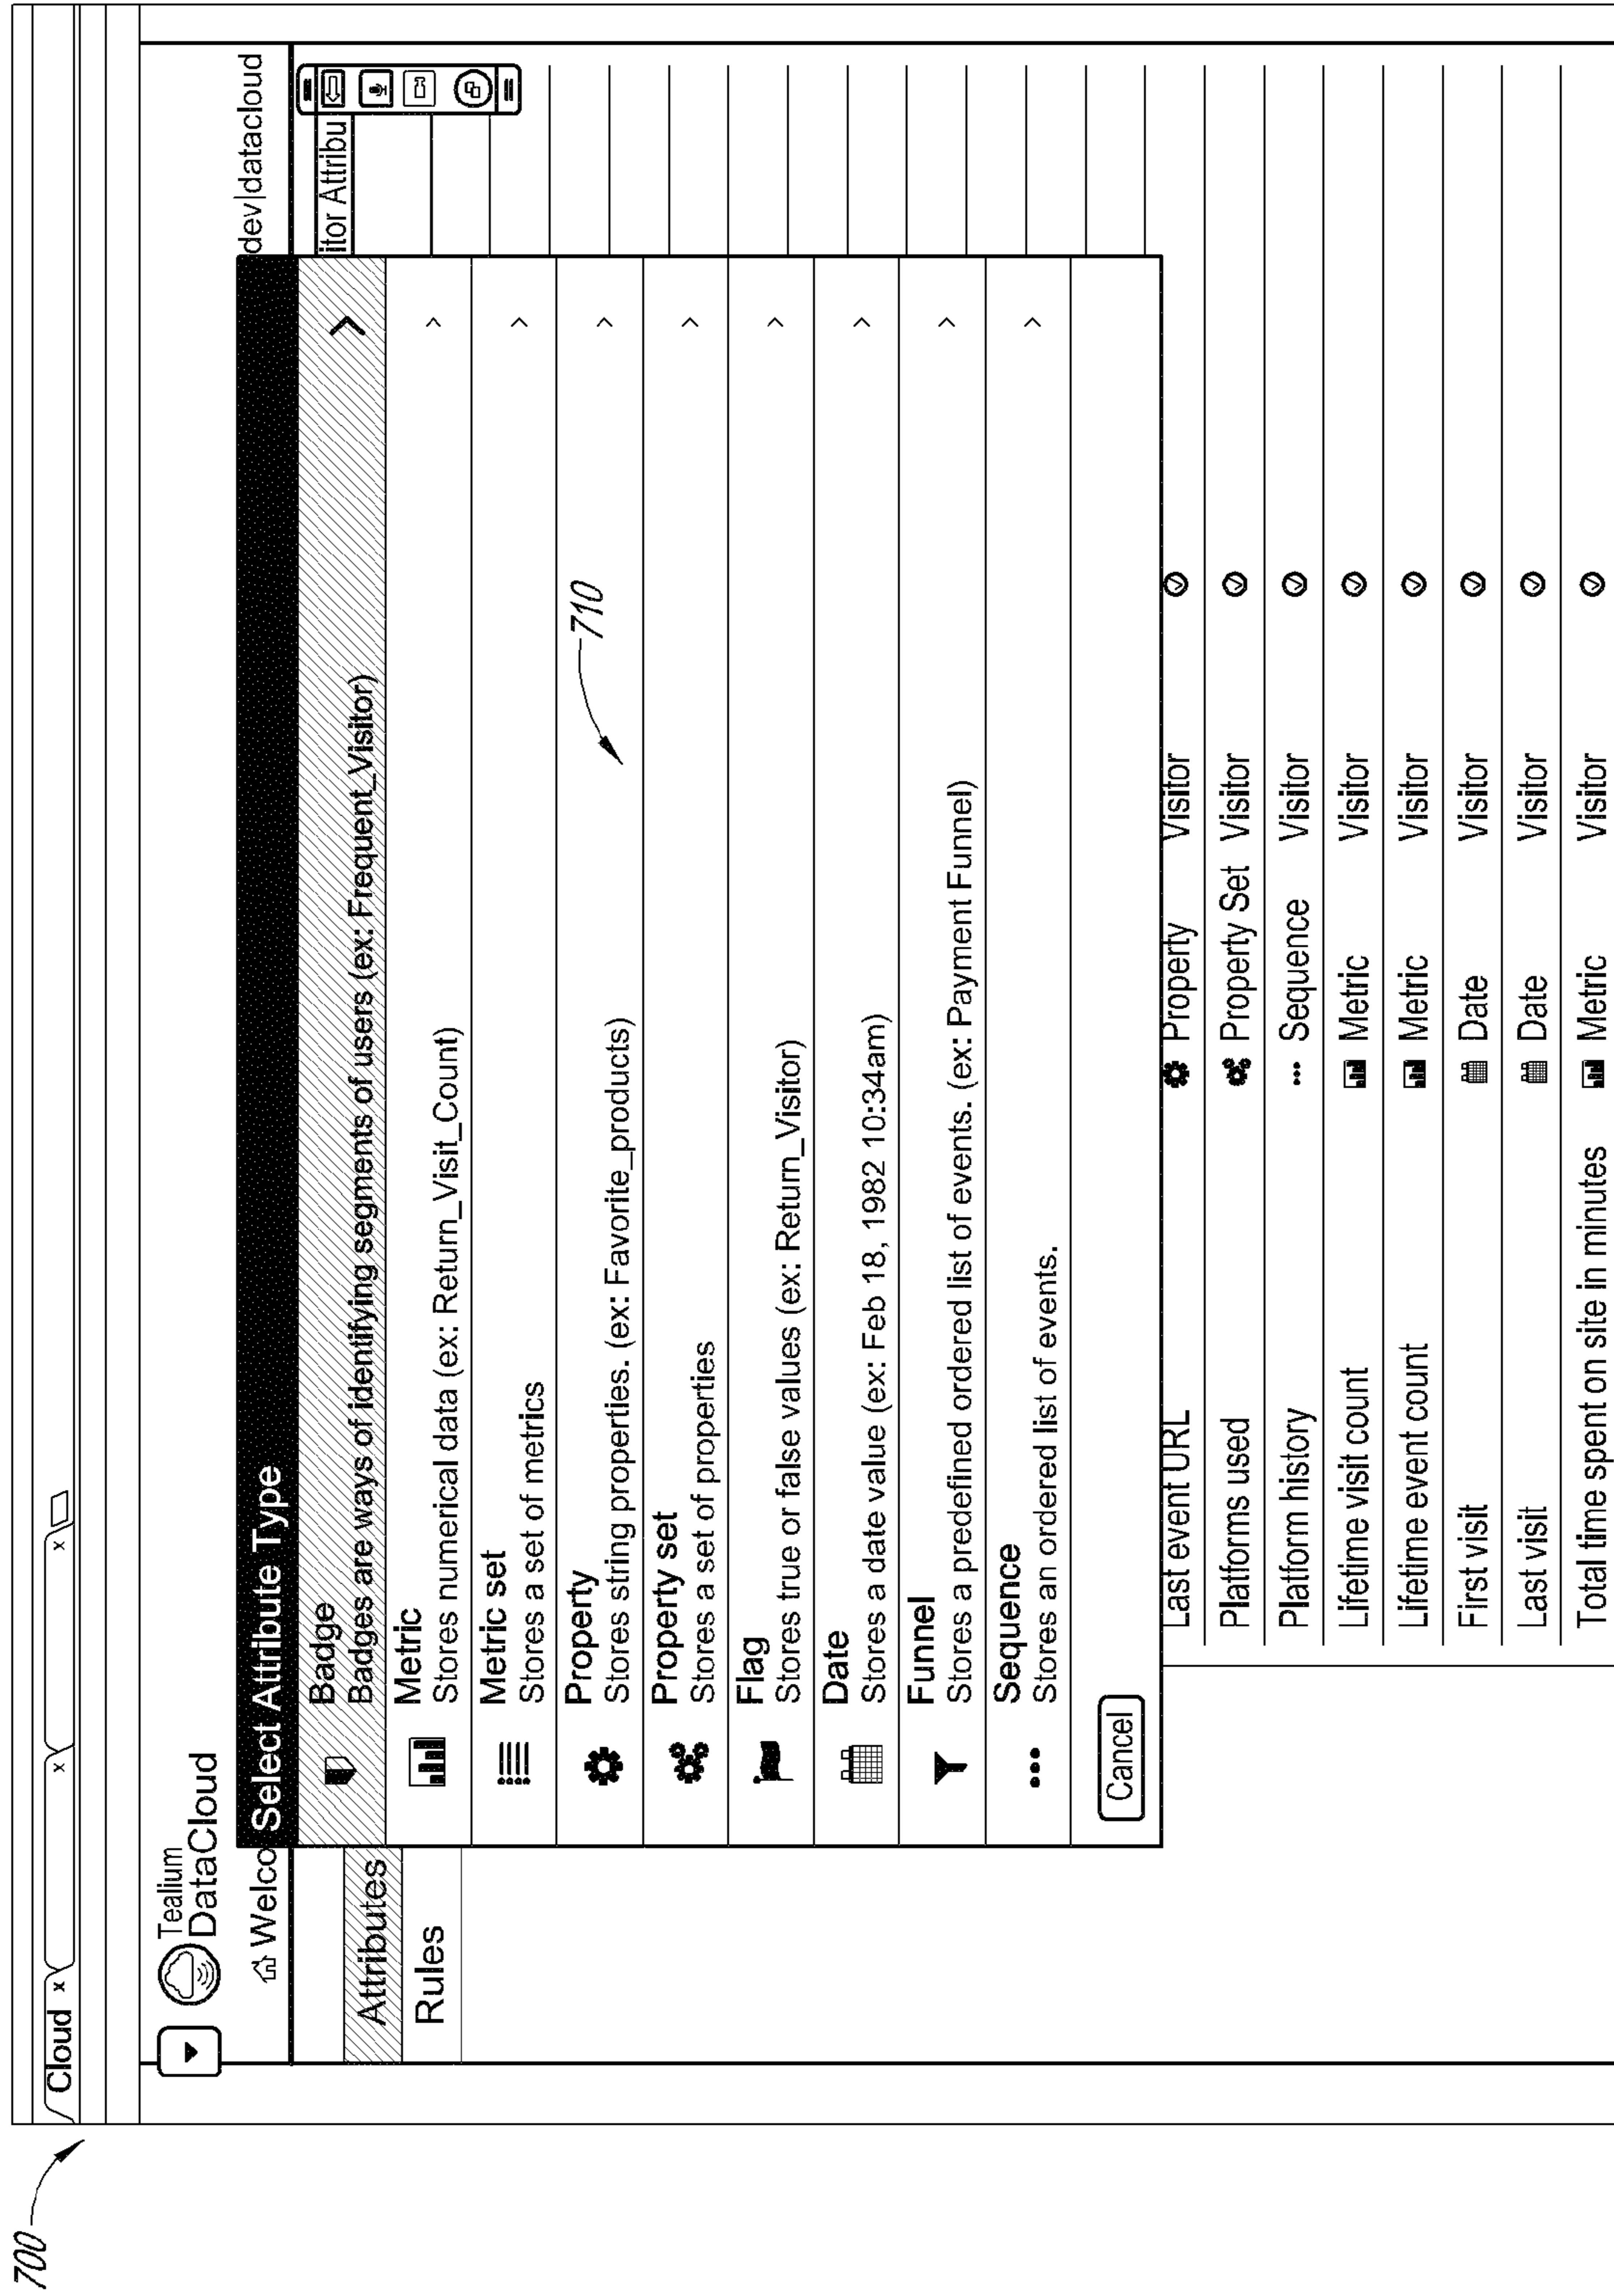 700
Cloud x
x
x
Tealium
DataCloud
Welco
dev|datacloud
Select Attribute Type
itor Attribu
Attributes
Rules
Badge
Badges are ways of identifying segments of users (ex: Frequent_Visitor)
Metric
Stores numerical data (ex: Return_Visit_Count)
Metric set
Stores a set of metrics
Property
Stores string properties. (ex: Favorite_products)
710
Property set
Stores a set of properties
Flag
Stores true or false values (ex: Return_Visitor)
Date
Stores a date value (ex: Feb 18, 1982 10:34am)
Funnel
Stores a predefined ordered list of events. (ex: Payment Funnel)
Sequence
Stores an ordered list of events.
Cancel
Last event URL Property Visitor
Platforms used Property Set Visitor
Platform history Sequence Visitor
Lifetime visit count Metric Visitor
Lifetime event count Metric Visitor
First visit Date Visitor
Last visit Date Visitor
Total time spent on site in minutes Metric Visitor